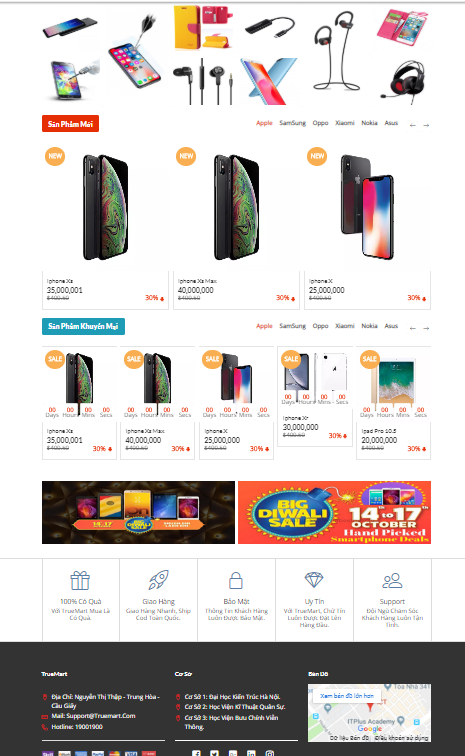 Sản Phẩm Mới
Apple SamSung Oppo Xiaomi Nokia Asus
NEW
NEW
NEW
Iphone Xs
35,000,001
$400.50
30%
Iphone Xs Max
40,000,000
$400.50
30%
Iphone X
25,000,000
$400.50
30%
Sản Phẩm Khuyến Mại
Apple SamSung Oppo Xiaomi Nokia Asus
SALE
SALE
SALE
SALE
SALE
00 00 00 00
Days Hours Mins Secs
Iphone Xs
35,000,001
$400.50
30%
00 00 00 00
Days Hours Mins Secs
Iphone Xs Max
40,000,000
$400.50
30%
00 00 00 00
Days Hours Mins Secs
Iphone X
25,000,000
$400.50
30%
00 00 00 00
Days Hours Mins Secs
Iphone Xr
30,000,000
$400.50
30%
00 00 00 00
Days Hours Mins Secs
Ipad Pro 10.5
20,000,000
$400.50
30%
DIWALI
BIG
DIWALI
SALE
14 TO 17th
OCTOBER
Hand Picked
Smartphone Deals
100% Có Quà
Với TrueMart Mua Là
Có Quà.
Giao Hàng
Giao Hàng Nhanh, Ship
Cod Toàn Quốc.
Bảo Mật
Thông Tin Khách Hàng
Luôn Được Bảo Mật.
Uy Tín
Với TrueMart, Chữ Tín
Luôn Được Đặt Lên
Hàng Đầu.
Support
Đội Ngũ Chăm Sóc
Khách Hàng Luôn Tận
Tình.
TrueMart
Địa Chỉ: Nguyễn Thị Thập - Trung Hòa -
Cầu Giấy
Mail: Support@Truemart.Com
Hotline: 19001900
Cơ Sở
Cơ Sở 1: Đại Học Kiến Trúc Hà Nội.
Cơ Sở 2: Học Viện Kĩ Thuật Quân Sự.
Cơ Sở 3: Học Viện Bưu Chính Viễn
Thông.
Bản Đồ
Xem bản đồ lớn hơn
Tòa Nhà 54T
ITPlus Academy
Google
Dữ liệu Bản đồ
Điều khoản sử dụng